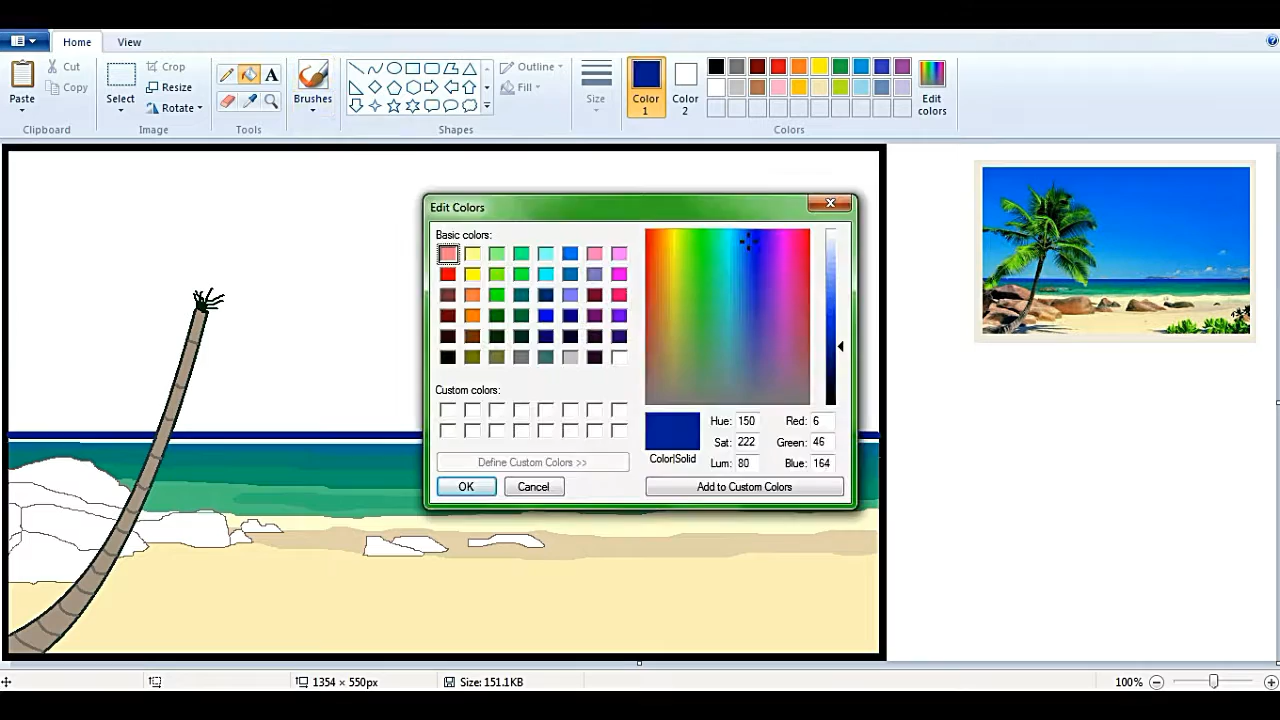 Home View
Paste
Cut
Copy
Clipboard
Select
Crop
Resize
Rotate
Image
A
Tools
Brushes
Outline
Fill
Shapes
Size
Color 1
Color 2
Edit colors
Colors
Edit Colors
Basic colors:
Custom colors:
Define Custom Colors >>
OK Cancel
Color|Solid
Hue: 150 Red: 6
Sat: 222 Green: 46
Lum: 80 Blue: 164
Add to Custom Colors
1354 × 550px Size: 151.1KB 100%